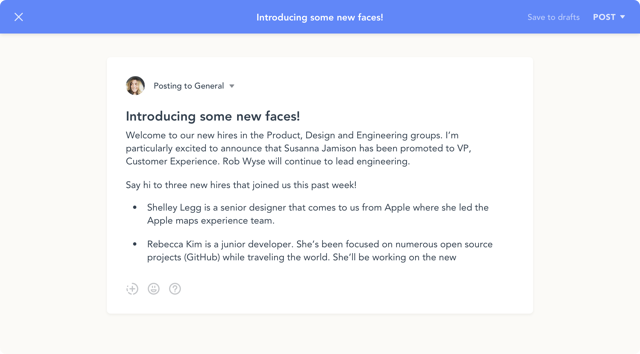 Introducing some new faces!
Save to drafts
POST
Posting to General
Introducing some new faces!
Welcome to our new hires in the Product, Design and Engineering groups. I'm
particularly excited to announce that Susanna Jamison has been promoted to VP,
Customer Experience. Rob Wyse will continue to lead engineering.
Say hi to three new hires that joined us this past week!
• Shelley Legg is a senior designer that comes to us from Apple where she led the
Apple maps experience team.
• Rebecca Kim is a junior developer. She's been focused on numerous open source
projects (GitHub) while traveling the world. She'll be working on the new